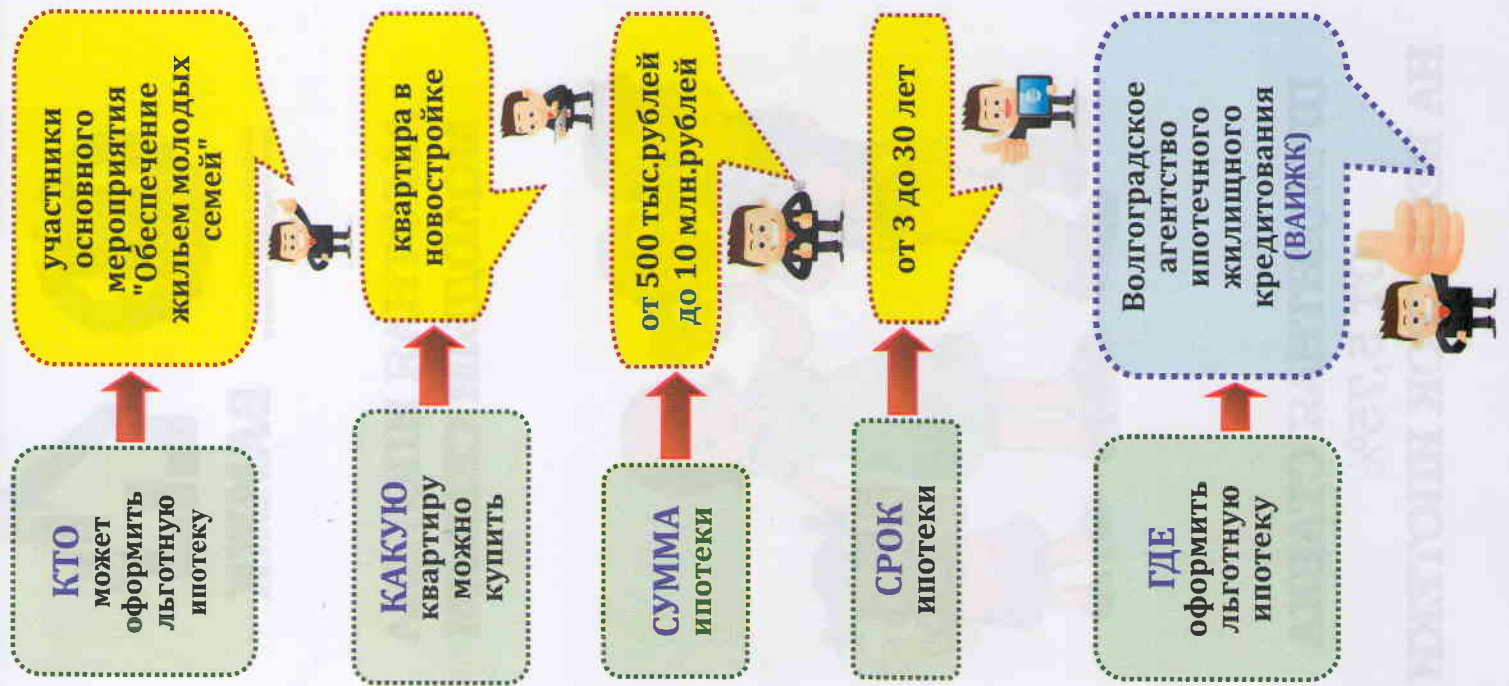 КТО
может
оформить
льготную
ипотеку
участники
основного
мероприятия
"Обеспечение
жильем молодых
семей"
КАКУЮ
квартиру
можно
купить
квартира в
новостройке
СУММА
ипотеки
от 500 тыс.рублей
до 10 млн.рублей
СРОК
ипотеки
от 3 до 30 лет
ГДЕ
оформить
льготную
ипотеку
Волгоградское
агентство
ипотечного
жилищного
кредитования
(ВАИЖК)